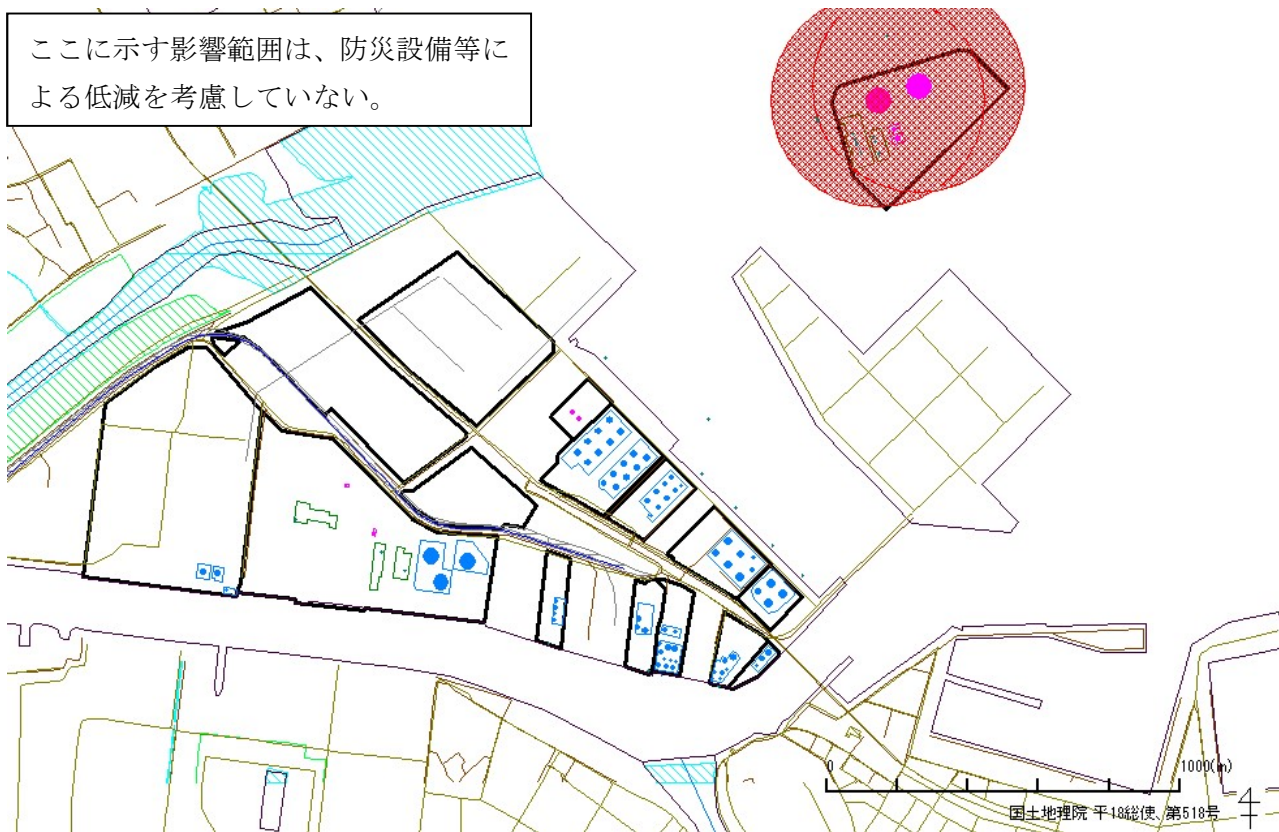 ここに示す影響範囲は、防災設備等に
よる低減を考慮していない。
0 1000(m)
国土地理院 平18総使、第518号